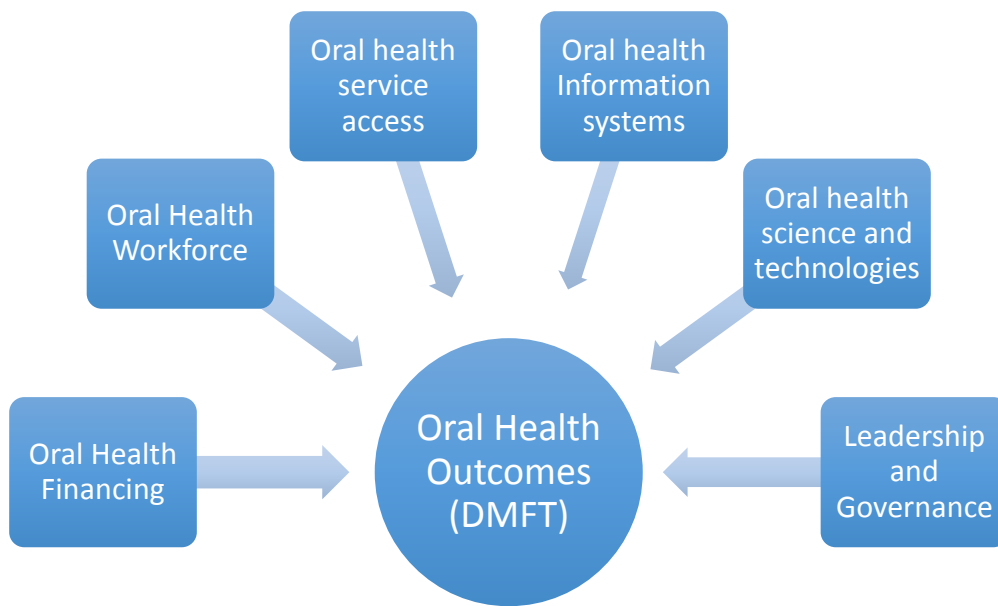 Oral health
service
access
Oral health
Information
systems
Oral Health
Workforce
Oral health
science and
technologies
Oral Health
Financing
Oral Health
Outcomes
(DMFT)
Leadership
and
Governance